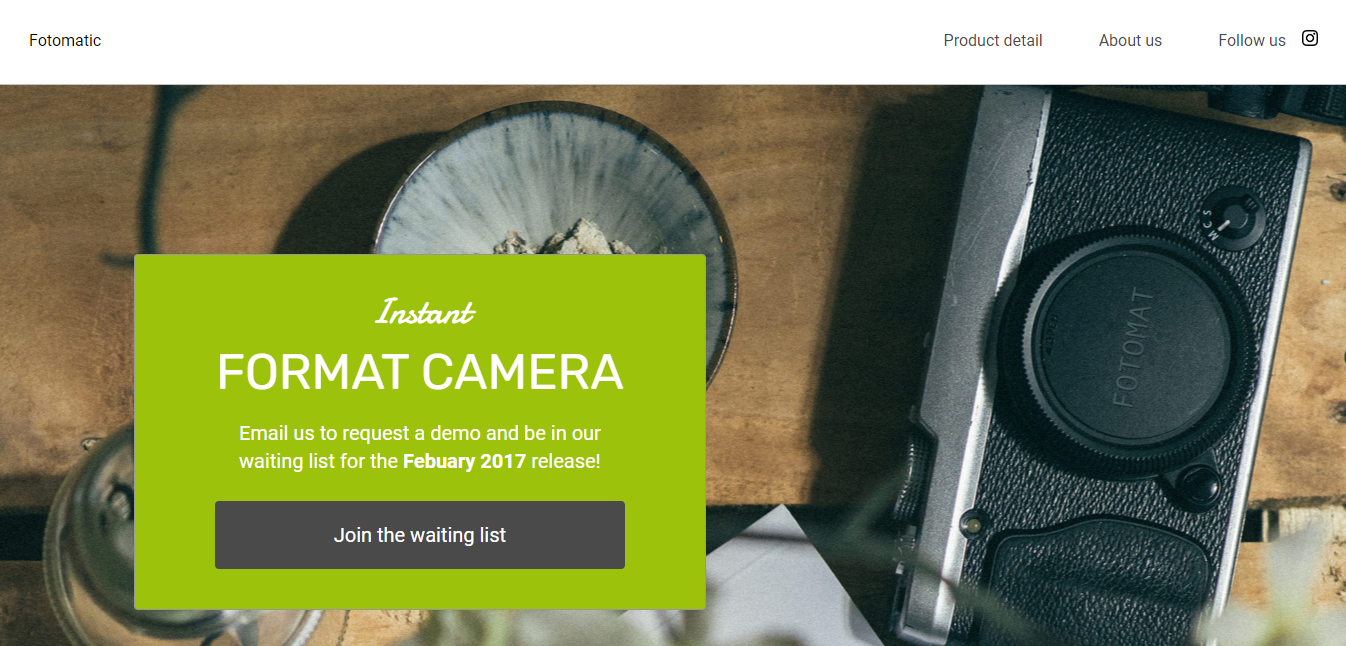 Fotomatic
Product detail
About us
Follow us
Instant
FORMAT CAMERA
Email us to request a demo and be in our
waiting list for the Febuary 2017 release!
Join the waiting list
FOTOMAT
M C S